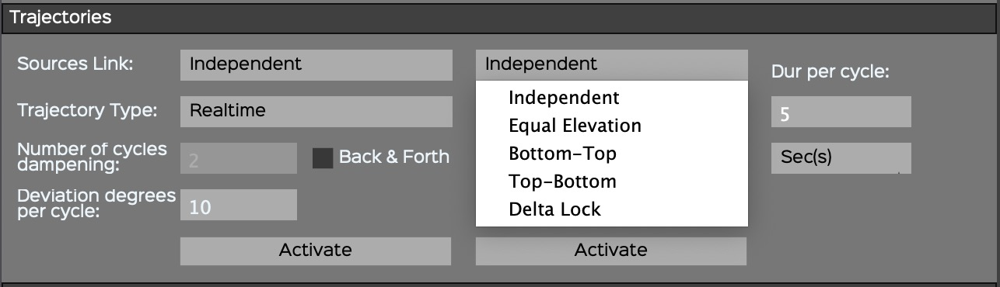 Trajectories
Sources Link:
Independent
Independent
Dur per cycle:
Trajectory Type:
Realtime
Independent
5
Equal Elevation
Number of cycles
dampening:
2
Back & Forth
Bottom-Top
Sec(s)
Top-Bottom
Deviation degrees
per cycle:
10
Delta Lock
Activate
Activate